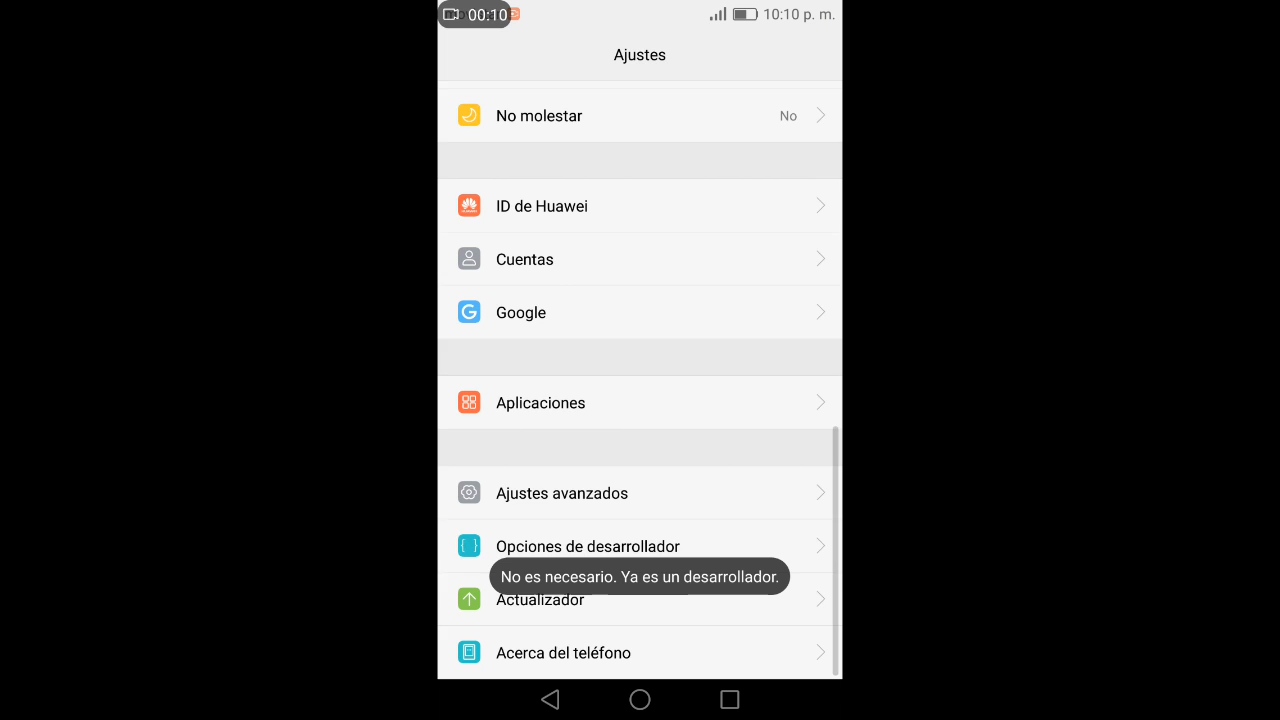 00:10
10:10 p. m.
Ajustes
No molestar
No
ID de Huawei
Cuentas
Google
Aplicaciones
Ajustes avanzados
Opciones de desarrollador
No es necesario. Ya es un desarrollador.
Actualizador
Acerca del teléfono